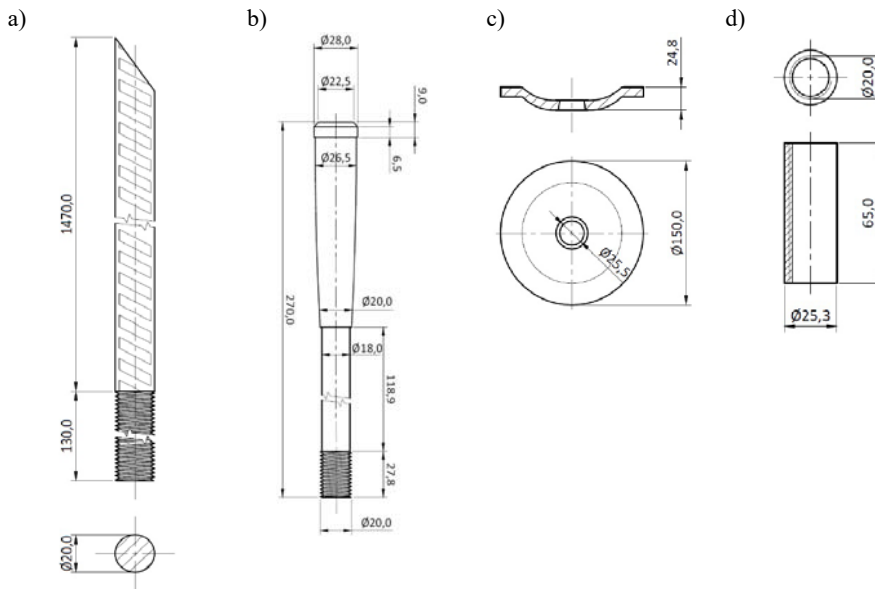 a)
b)
c)
d)
1470,0
130,0
Ø20,0
Ø28,0
Ø22,5
9,0
6,5
Ø26,5
270,0
Ø20,0
Ø18,0
118,9
27,8
Ø20,0
24,8
Ø150,0
Ø25,5
Ø20,0
65,0
Ø25,3